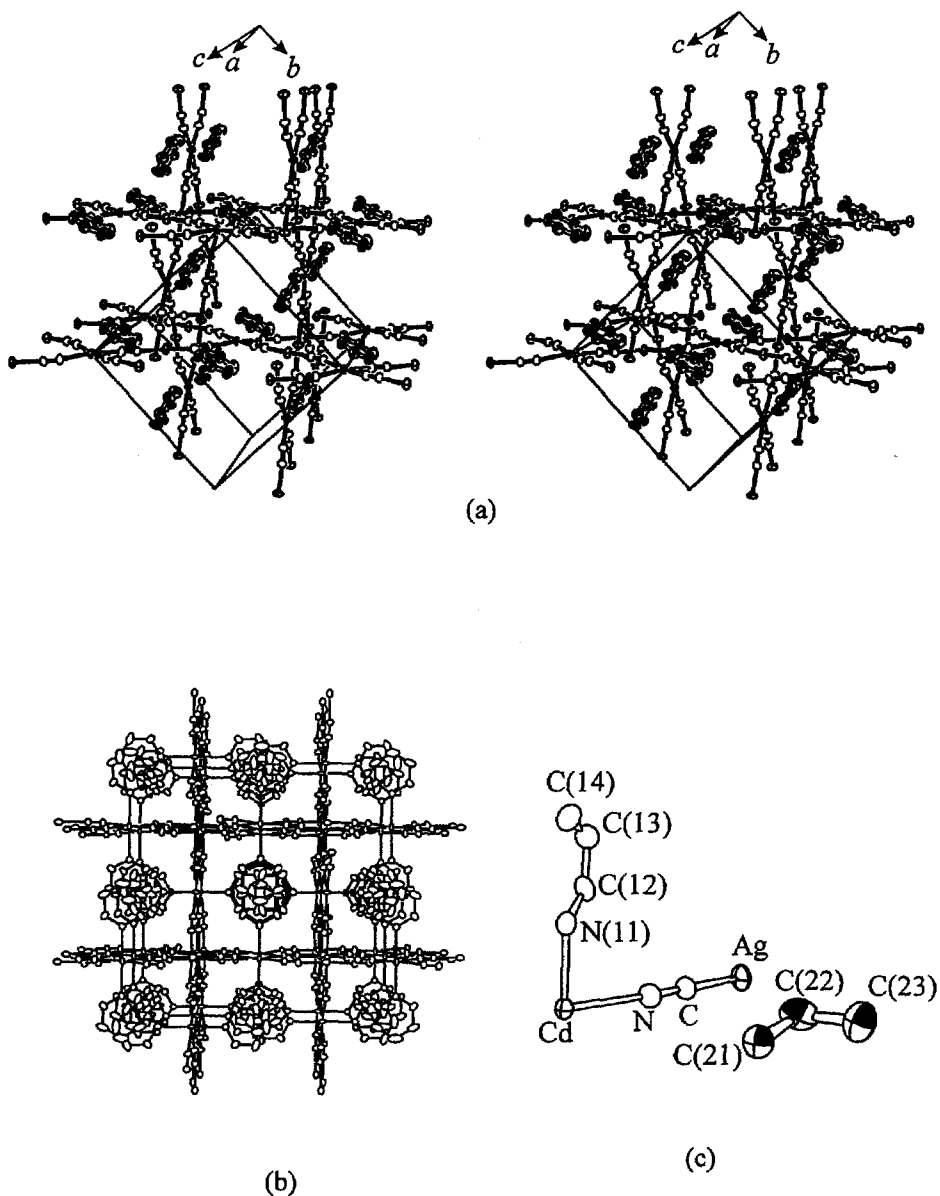 c a b c a b
(a)
C(14)
C(13)
C(12)
N(11)
Ag
C(22) C(23)
Cd N C
C(21)
(b) (c)